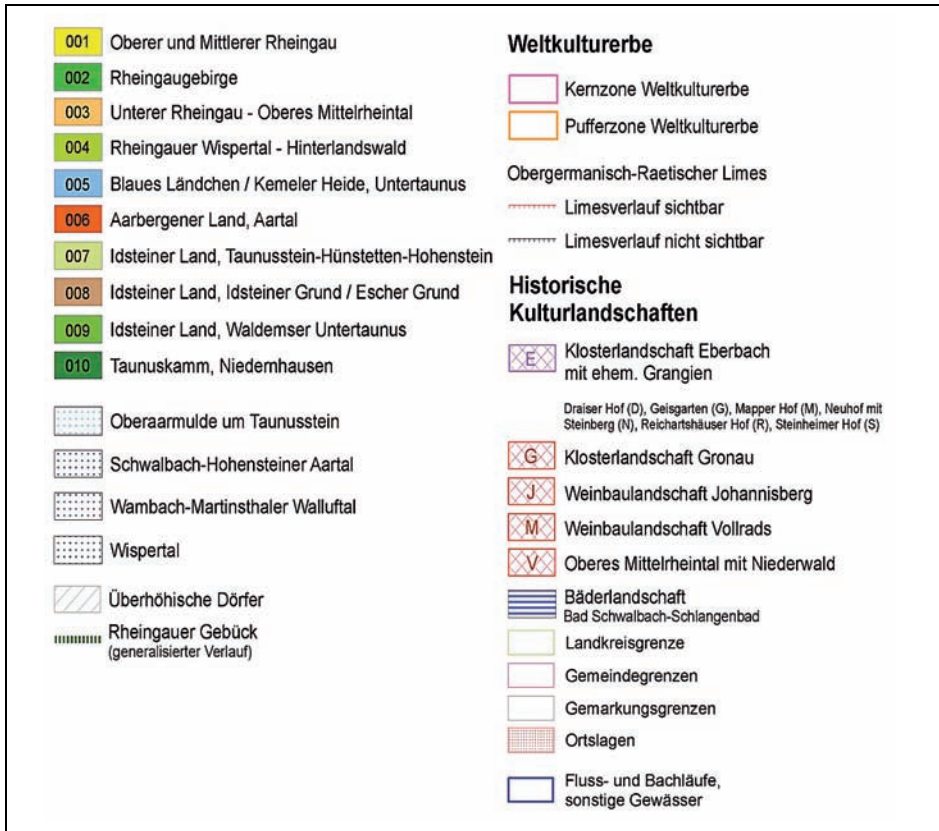 001 Oberer und Mittlerer Rheingau
002 Rheingaugebirge
003 Unterer Rheingau - Oberes Mittelrheintal
004 Rheingauer Wispertal - Hinterlandswald
005 Blaues Ländchen / Kemeler Heide, Untertaunus
006 Aarbergener Land, Aartal
007 Idsteiner Land, Taunusstein-Hünstetten-Hohenstein
008 Idsteiner Land, Idsteiner Grund / Escher Grund
009 Idsteiner Land, Waldemser Untertaunus
010 Taunuskamm, Niedernhausen
Oberaarmulde um Taunusstein
Schwalbach-Hohensteiner Aartal
Wambach-Martinsthaler Walluftal
Wispertal
Überhöhische Dörfer
Rheingauer Gebück
(generalisierter Verlauf)
Weltkulturerbe
Kernzone Weltkulturerbe
Pufferzone Weltkulturerbe
Obergermanisch-Raetischer Limes
Limesverlauf sichtbar
Limesverlauf nicht sichtbar
Historische
Kulturlandschaften
E Klosterlandschaft Eberbach
mit ehem. Grangien
Draiser Hof (D), Geisgarten (G), Mapper Hof (M), Neuhof mit
Steinberg (N), Reichartshäuser Hof (R), Steinheimer Hof (S)
G Klosterlandschaft Gronau
J Weinbaulandschaft Johannisberg
M Weinbaulandschaft Vollrads
V Oberes Mittelrheintal mit Niederwald
Bäderlandschaft
Bad Schwalbach-Schlangenbad
Landkreisgrenze
Gemeindegrenzen
Gemarkungsgrenzen
Ortslagen
Fluss- und Bachläufe,
sonstige Gewässer